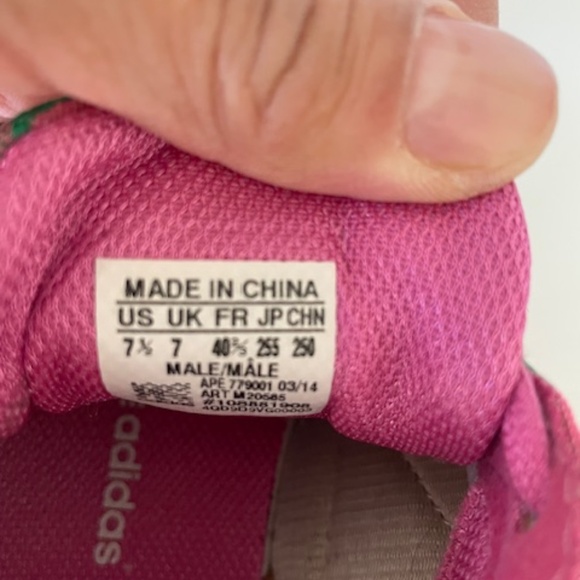 MADE IN CHINA
US UK FR JP CHN
7½ 7 40⅔ 255 250
MALE/MÂLE
APE 779001 03/14
ART M20585
#108881908
adidas